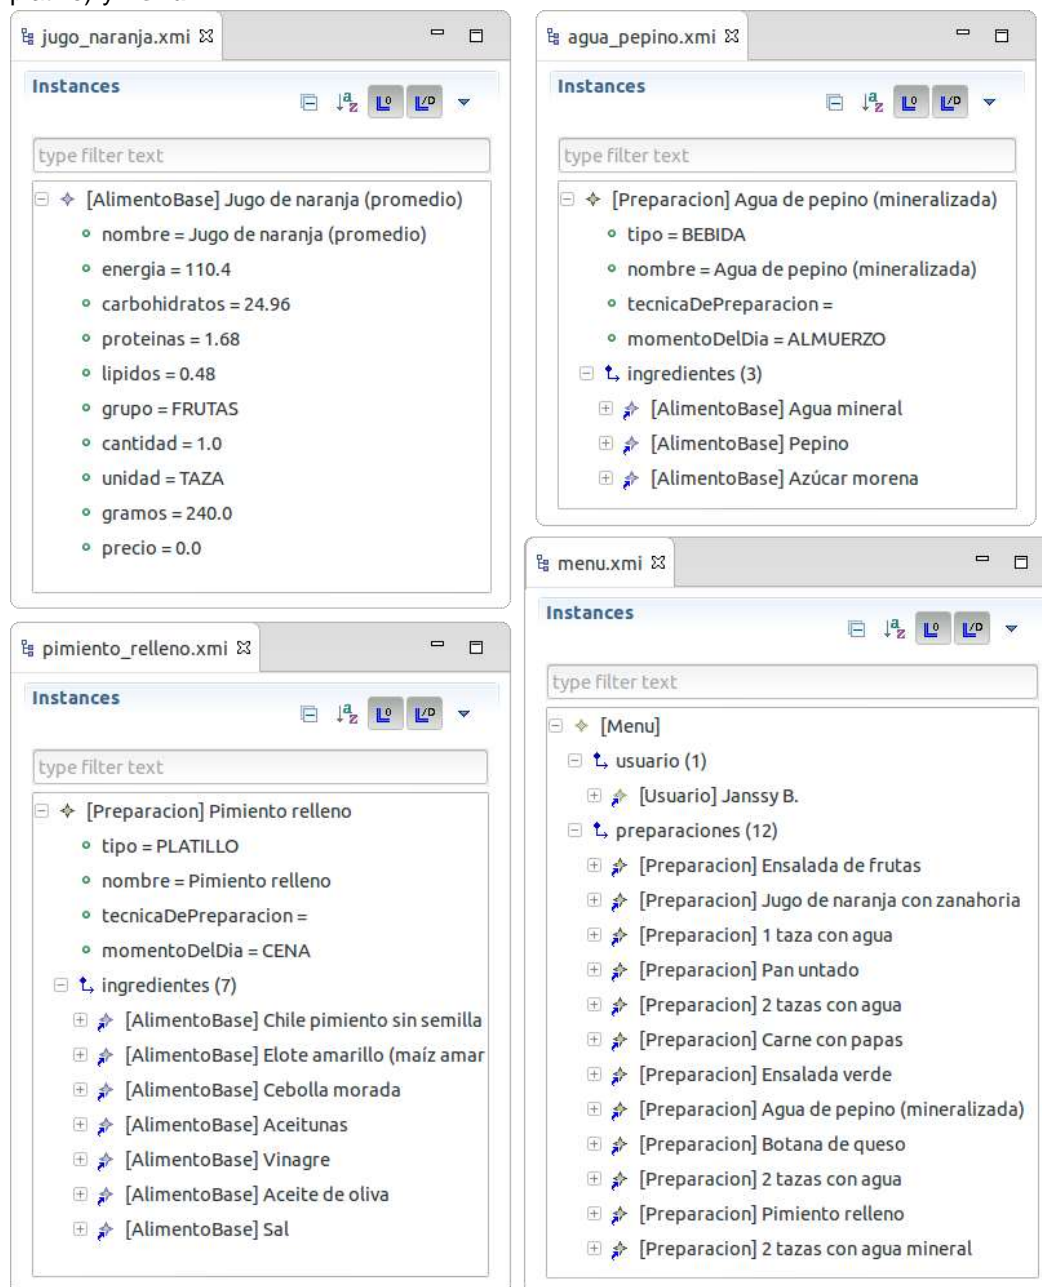 jugo_naranja.xmi
Instances
type filter text
[AlimentoBase] Jugo de naranja (promedio)
nombre = Jugo de naranja (promedio)
energia = 110.4
carbohidratos = 24.96
proteinas = 1.68
lipidos = 0.48
grupo = FRUTAS
cantidad = 1.0
unidad = TAZA
gramos = 240.0
precio = 0.0
agua_pepino.xmi
Instances
type filter text
[Preparacion] Agua de pepino (mineralizada)
tipo = BEBIDA
nombre = Agua de pepino (mineralizada)
tecnicaDePreparacion =
momentoDelDia = ALMUERZO
ingredientes (3)
[AlimentoBase] Agua mineral
[AlimentoBase] Pepino
[AlimentoBase] Azúcar morena
pimiento_relleno.xmi
Instances
type filter text
[Preparacion] Pimiento relleno
tipo = PLATILLO
nombre = Pimiento relleno
tecnicaDePreparacion =
momentoDelDia = CENA
ingredientes (7)
[AlimentoBase] Chile pimiento sin semilla
[AlimentoBase] Elote amarillo (maíz amar
[AlimentoBase] Cebolla morada
[AlimentoBase] Aceitunas
[AlimentoBase] Vinagre
[AlimentoBase] Aceite de oliva
[AlimentoBase] Sal
menu.xmi
Instances
type filter text
[Menu]
usuario (1)
[Usuario] Janssy B.
preparaciones (12)
[Preparacion] Ensalada de frutas
[Preparacion] Jugo de naranja con zanahoria
[Preparacion] 1 taza con agua
[Preparacion] Pan untado
[Preparacion] 2 tazas con agua
[Preparacion] Carne con papas
[Preparacion] Ensalada verde
[Preparacion] Agua de pepino (mineralizada)
[Preparacion] Botana de queso
[Preparacion] 2 tazas con agua
[Preparacion] Pimiento relleno
[Preparacion] 2 tazas con agua mineral